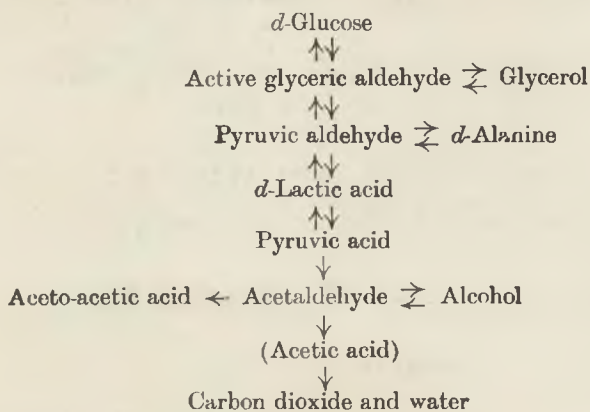 d-Glucose
↑↓
Active glyceric aldehyde ⇄ Glycerol
↑↓
Pyruvic aldehyde ⇄ d-Alanine
↑↓
d-Lactic acid
↑↓
Pyruvic acid
↓
Aceto-acetic acid ← Acetaldehyde ⇄ Alcohol
↓
(Acetic acid)
↓
Carbon dioxide and water